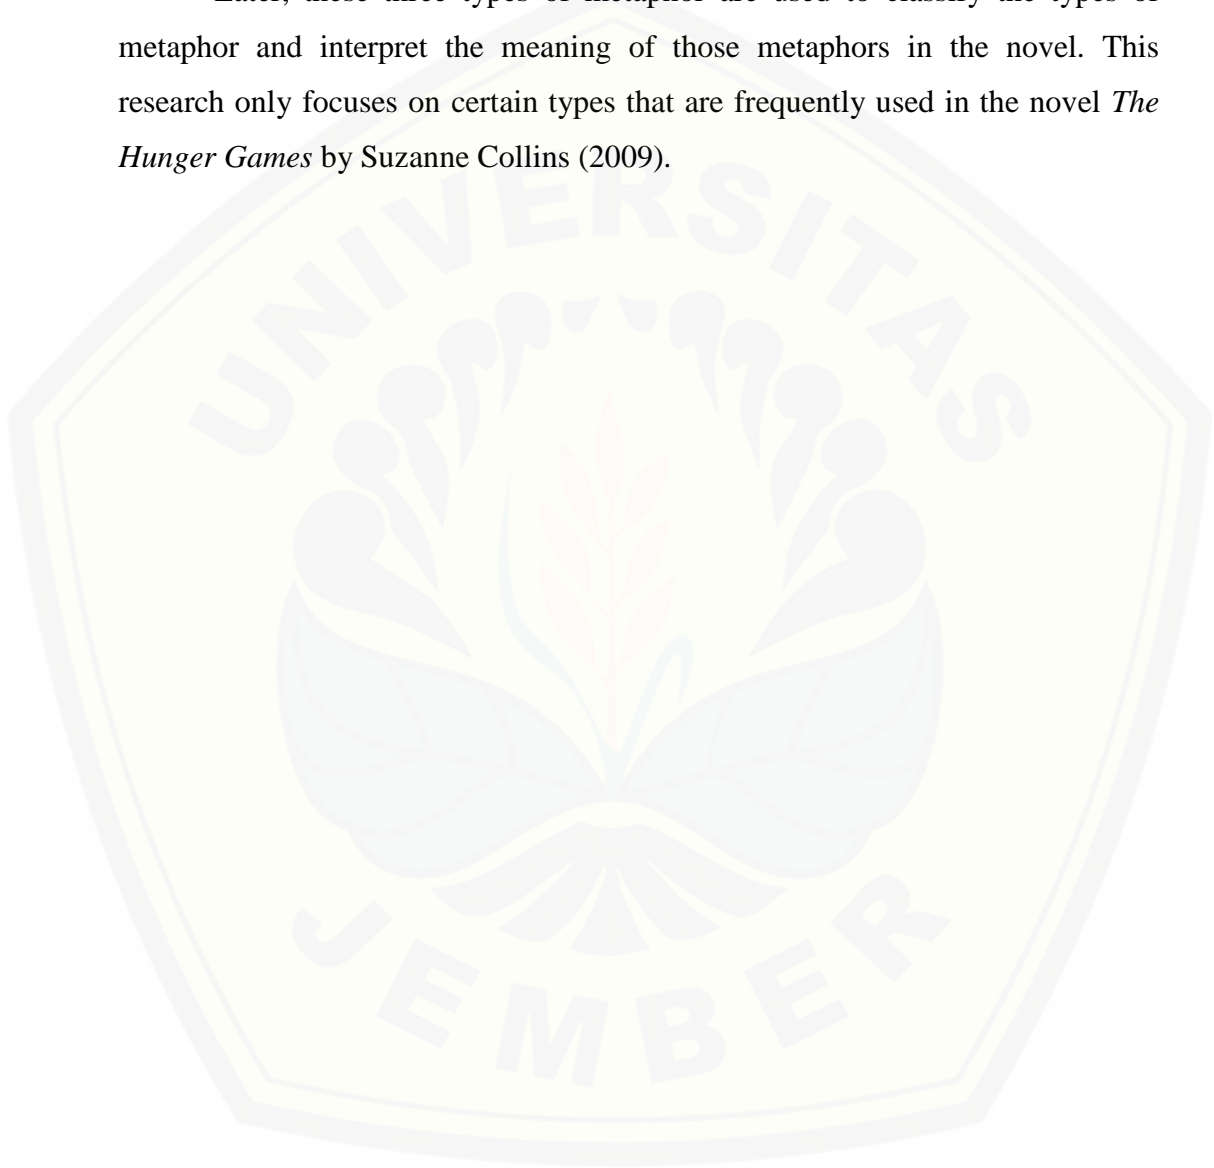 Later, these three types of metaphor are used to classify the types of
metaphor and interpret the meaning of those metaphors in the novel. This
research only focuses on certain types that are frequently used in the novel The
Hunger Games by Suzanne Collins (2009).
UNIVERSITAS
JEMBER